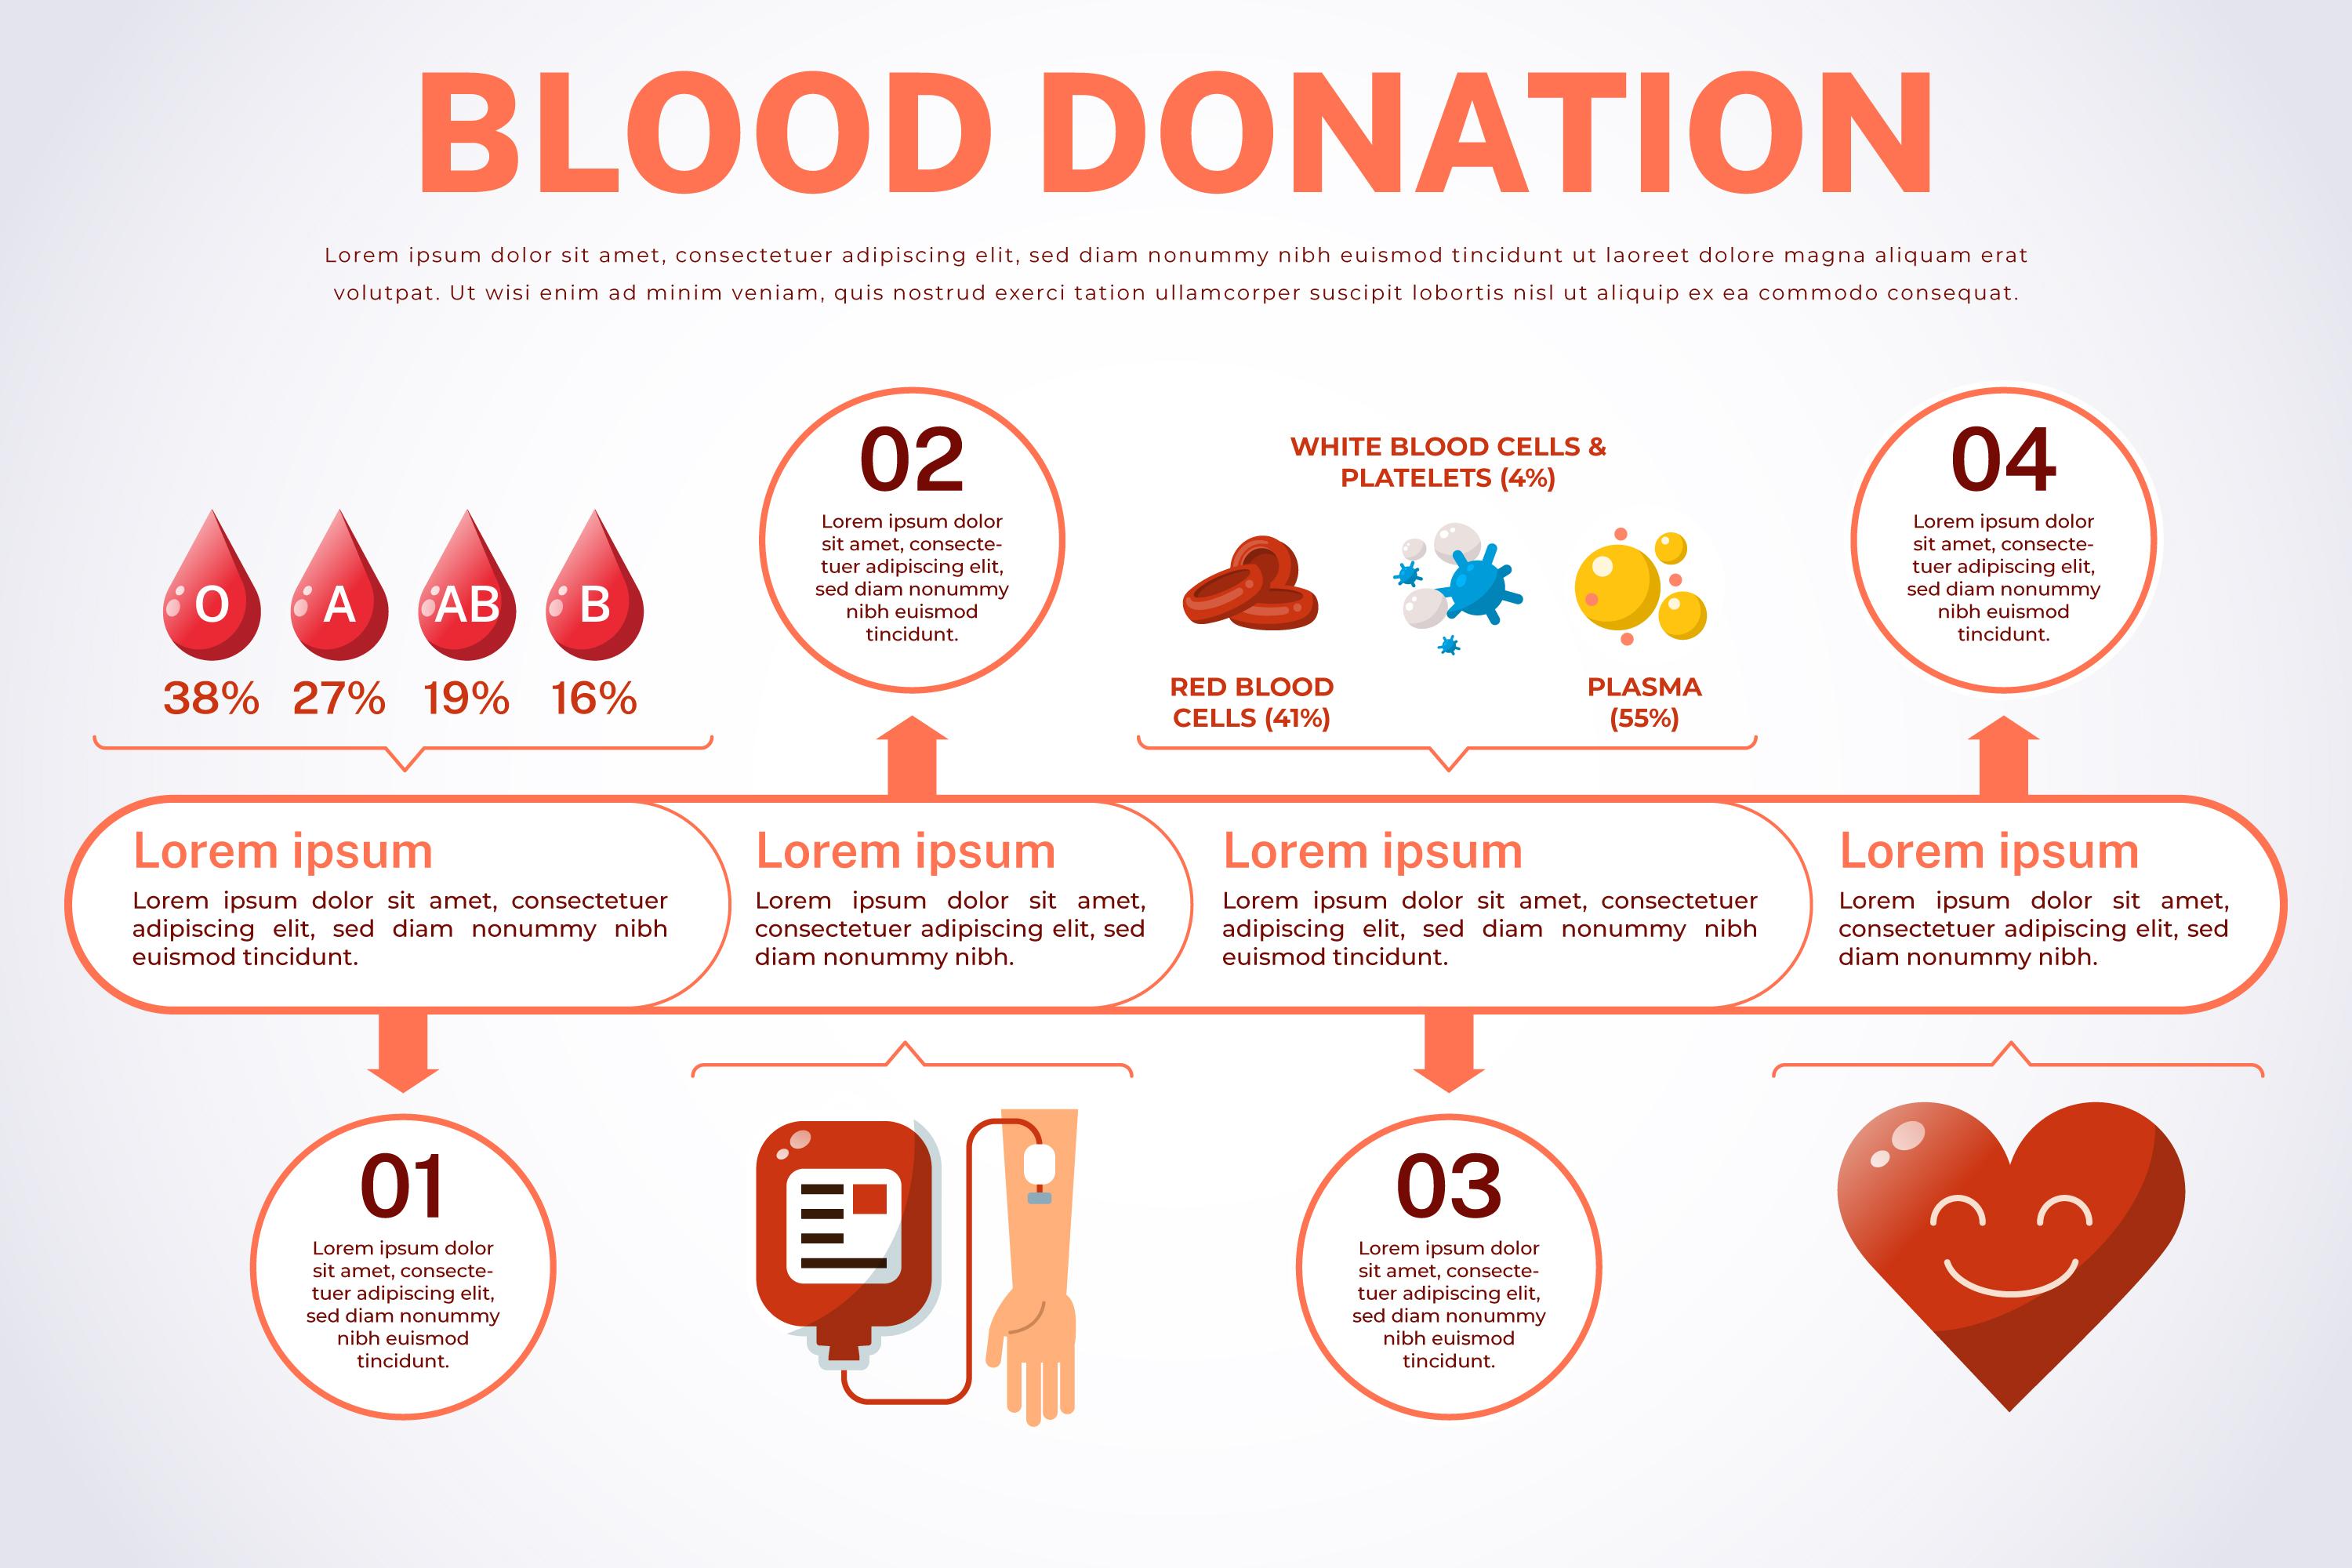 BLOOD DONATION
Lorem ipsum dolor sit amet, consectetuer adipiscing elit, sed diam nonummy nibh euismod tincidunt ut laoreet dolore magna aliquam erat
volutpat. Ut wisi enim ad minim veniam, quis nostrud exerci tation ullamcorper suscipit lobortis nisl ut aliquip ex ea commodo consequat.
O A AB B
38% 27% 19% 16%
02
Lorem ipsum dolor
sit amet, consecte-
tuer adipiscing elit,
sed diam nonummy
nibh euismod
tincidunt.
WHITE BLOOD CELLS &
PLATELETS (4%)
RED BLOOD
CELLS (41%)
PLASMA
(55%)
04
Lorem ipsum dolor
sit amet, consecte-
tuer adipiscing elit,
sed diam nonummy
nibh euismod
tincidunt.
Lorem ipsum
Lorem ipsum dolor sit amet, consectetuer
adipiscing elit, sed diam nonummy nibh
euismod tincidunt.
Lorem ipsum
Lorem ipsum dolor sit amet,
consectetuer adipiscing elit, sed
diam nonummy nibh.
Lorem ipsum
Lorem ipsum dolor sit amet, consectetuer
adipiscing elit, sed diam nonummy nibh
euismod tincidunt.
Lorem ipsum
Lorem ipsum dolor sit amet,
consectetuer adipiscing elit, sed
diam nonummy nibh.
01
Lorem ipsum dolor
sit amet, consecte-
tuer adipiscing elit,
sed diam nonummy
nibh euismod
tincidunt.
03
Lorem ipsum dolor
sit amet, consecte-
tuer adipiscing elit,
sed diam nonummy
nibh euismod
tincidunt.